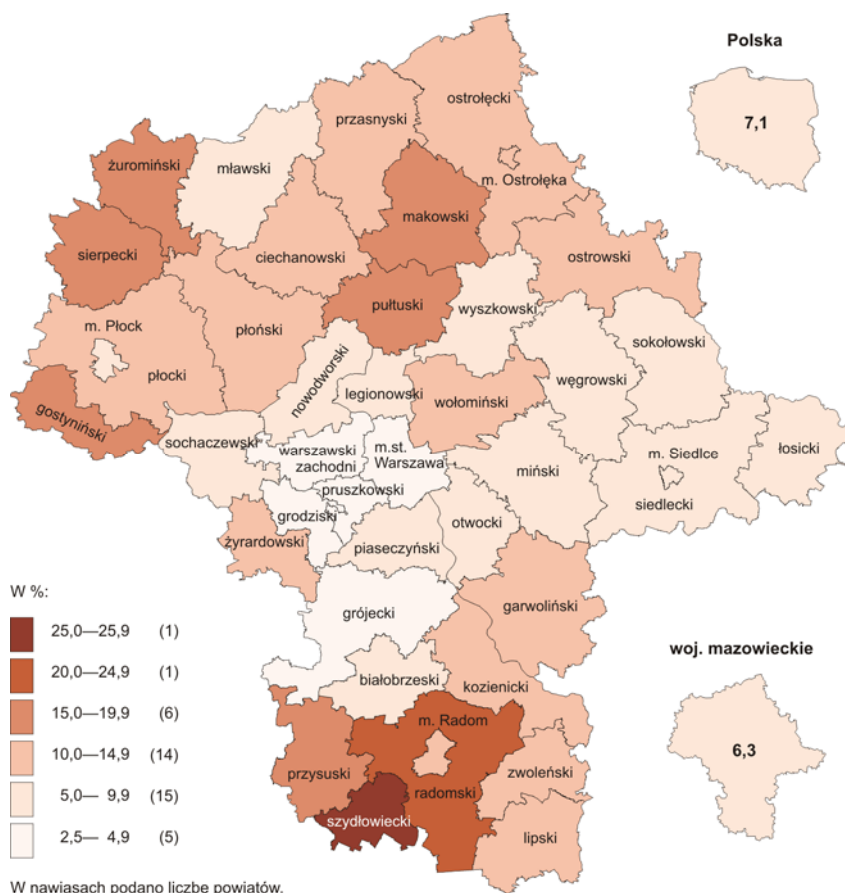 Polska
7,1
ostrołęcki
przasnyski
żuromiński
mławski
m. Ostrołęka
makowski
sierpecki
ciechanowski
ostrowski
pułtuski
wyszkowski
m. Płock
płoński
sokołowski
płocki
nowodworski
węgrowski
legionowski
wołomiński
gostyniński
sochaczewski
warszawski
zachodni
m.st.
Warszawa
m. Siedlce
łosicki
miński
pruszkowski
siedlecki
grodziski
otwocki
żyrardowski
piaseczyński
garwoliński
grójecki
W %:
25,0—25,9 (1)
20,0—24,9 (1)
15,0—19,9 (6)
10,0—14,9 (14)
5,0— 9,9 (15)
2,5— 4,9 (5)
woj. mazowieckie
6,3
białobrzeski
kozienicki
m. Radom
przysuski
zwoleński
radomski
szydłowiecki
lipski
W nawiasach podano liczbę powiatów.